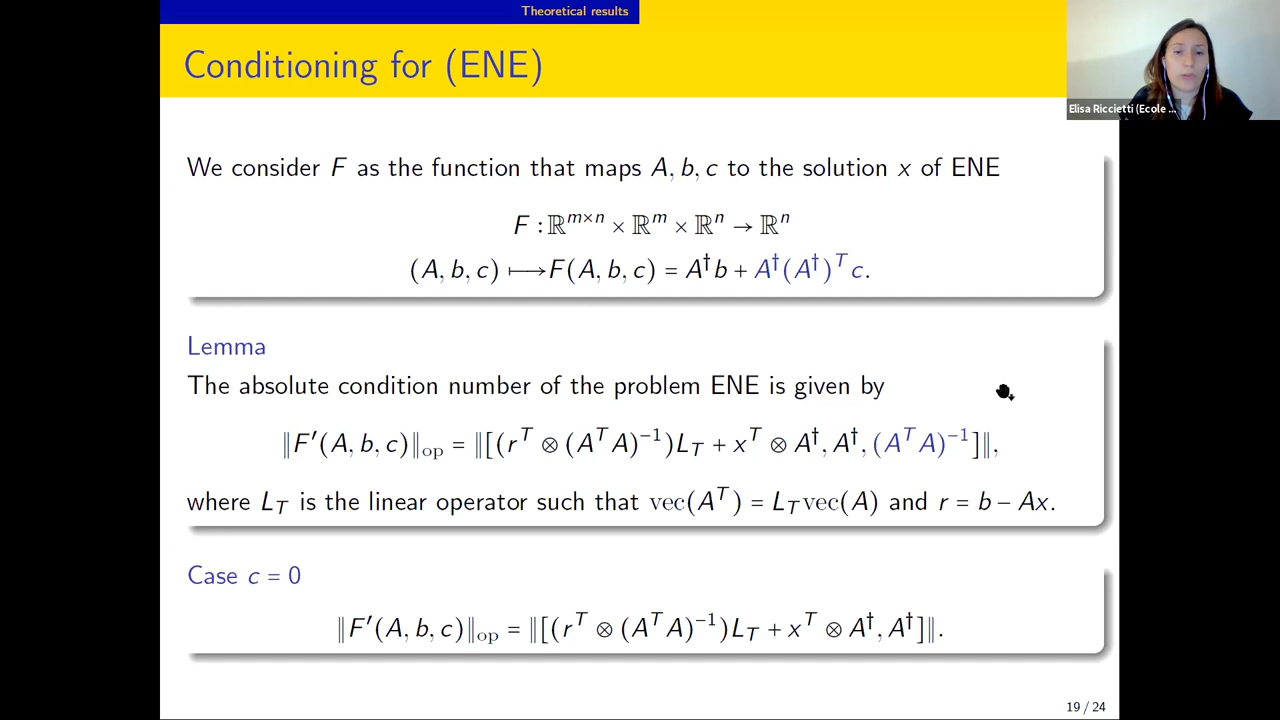 Theoretical results
Conditioning for (ENE)
Elisa Riccietti (Ecole ...
We consider F as the function that maps A, b, c to the solution x of ENE
F : ℝ^{m×n} × ℝ^m × ℝ^n → ℝ^n
(A, b, c) ⟼ F(A, b, c) = A†b + A†(A†)^T c.
Lemma
The absolute condition number of the problem ENE is given by
‖F′(A, b, c)‖_op = ‖[(r^T ⊗ (A^T A)^{−1})L_T + x^T ⊗ A†, A†, (A^T A)^{−1}]‖,
where L_T is the linear operator such that vec(A^T) = L_T vec(A) and r = b − Ax.
Case c = 0
‖F′(A, b, c)‖_op = ‖[(r^T ⊗ (A^T A)^{−1})L_T + x^T ⊗ A†, A†]‖.
19 / 24